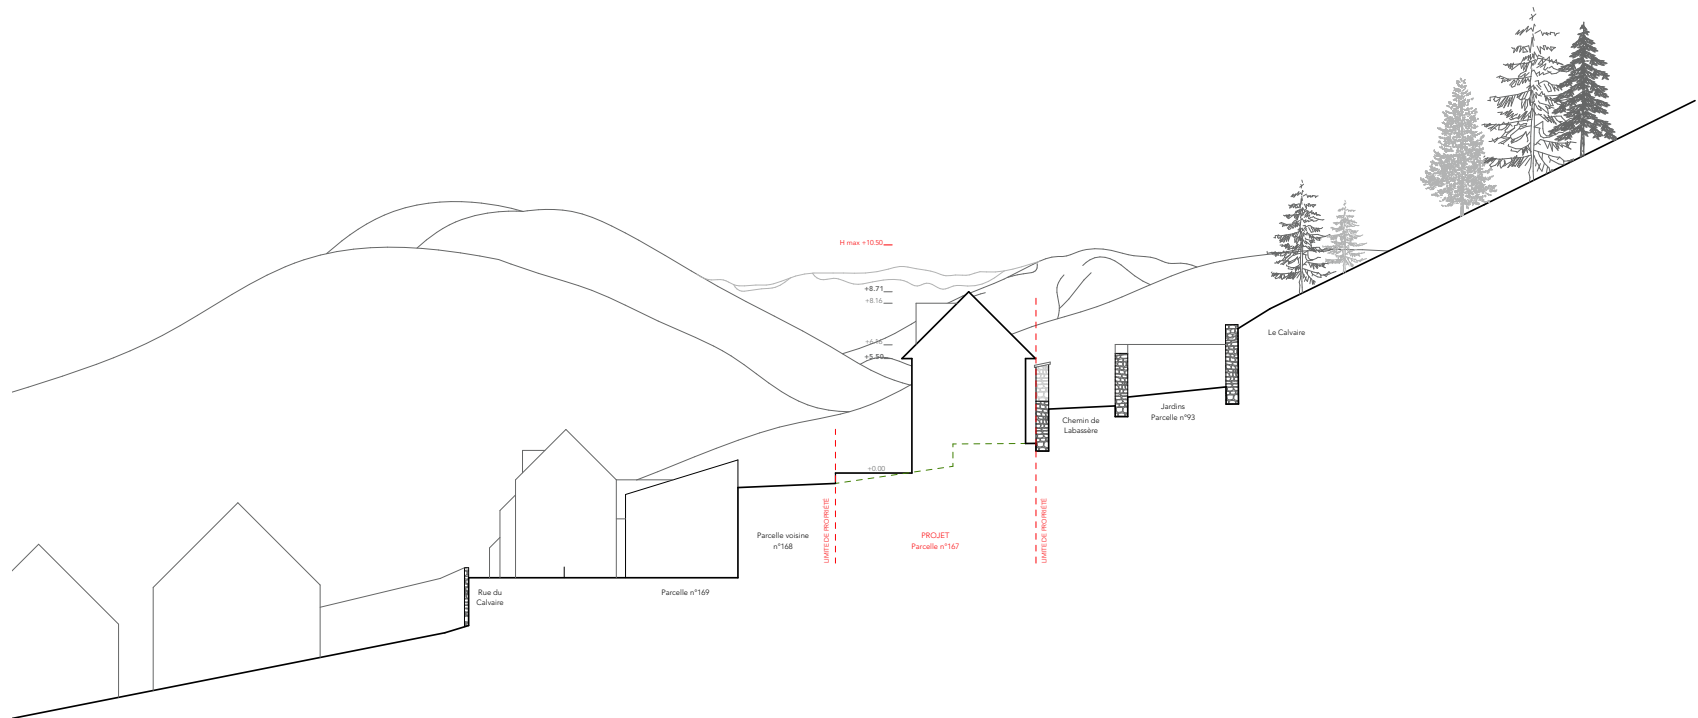 H max +10.50
+8.71
+8.16
+5.50
+0.00
Le Calvaire
Jardins
Parcelle n°93
Chemin de
Labassère
LIMITE DE PROPRIÉTÉ
LIMITE DE PROPRIÉTÉ
Parcelle voisine
n°168
PROJET
Parcelle n°167
Rue du
Calvaire
Parcelle n°169